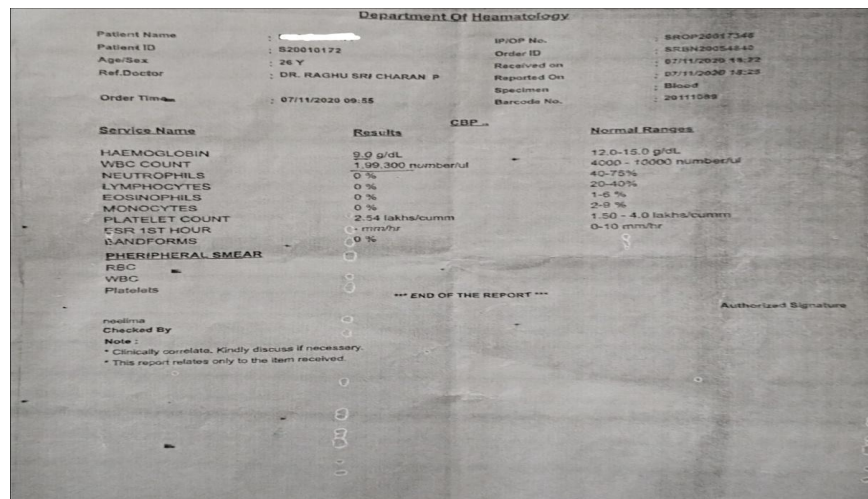 Department Of Heamatology
Patient Name :
Patient ID : S20010172
Age/Sex : 26 Y
Ref.Doctor : DR. RAGHU SRI CHARAN P
Order Time : 07/11/2020 09:55
IP/OP No. : SROP20017348
Order ID : SRBN20054840
Received on : 07/11/2020
Reported On : 07/11/2020 18:25
Specimen : Blood
Barcode No. : 20111089
CBP ..
Service Name Results Normal Ranges
HAEMOGLOBIN 9.0 g/dL 12.0-15.0 g/dL
WBC COUNT 1,99,300 number/ul 4000 - 10000 number/ul
NEUTROPHILS 0 % 40-75%
LYMPHOCYTES 0 % 20-40%
EOSINOPHILS 0 % 1-6 %
MONOCYTES 0 % 2-9 %
PLATELET COUNT 2.54 lakhs/cumm 1.50 - 4.0 lakhs/cumm
ESR 1ST HOUR - mm/hr 0-10 mm/hr
BANDFORMS 0 %
PHERIPHERAL SMEAR
RBC
WBC
Platelets
*** END OF THE REPORT ***
Authorized Signature
neelima
Checked By
Note :
* Clinically correlate, Kindly discuss if necessary.
* This report relates only to the item received.